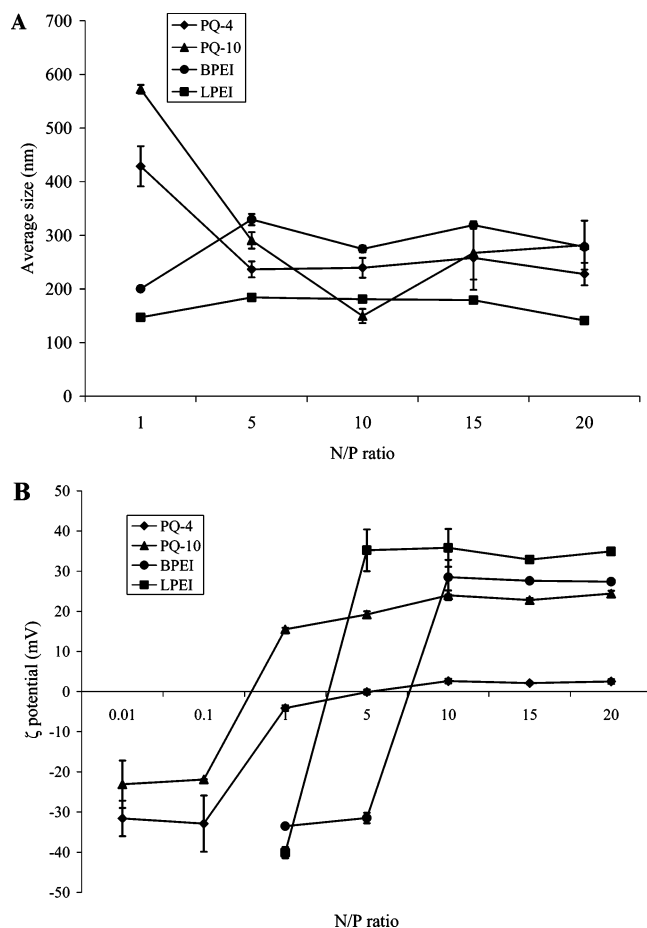 A
700
600
500
400
300
200
100
0
Average size (nm)
PQ-4
PQ-10
BPEI
LPEI
1 5 10 15 20
N/P ratio
B
50
40
30
20
10
0
-10
-20
-30
-40
-50
ζ potential (mV)
PQ-4
PQ-10
BPEI
LPEI
0.01 0.1 1 5 10 15 20
N/P ratio